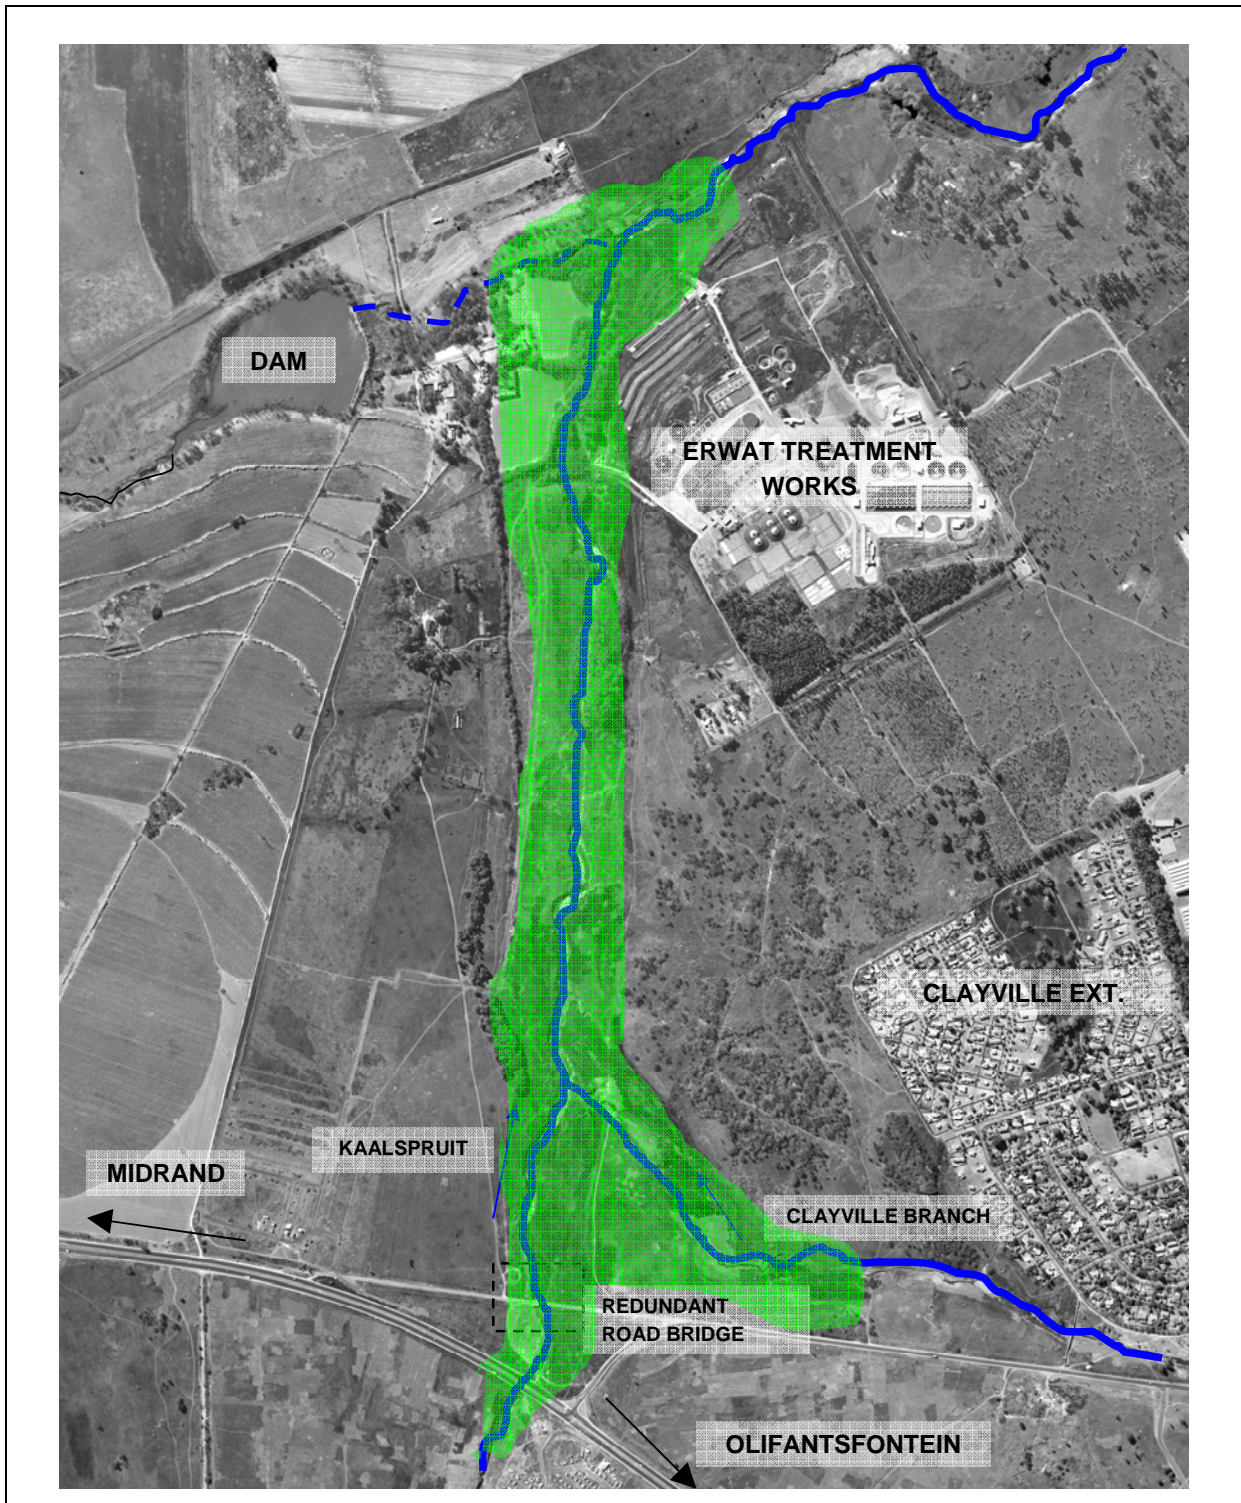 DAM
ERWAT TREATMENT
WORKS
CLAYVILLE EXT.
KAALSPRUIT
MIDRAND
CLAYVILLE BRANCH
REDUNDANT
ROAD BRIDGE
OLIFANTSFONTEIN